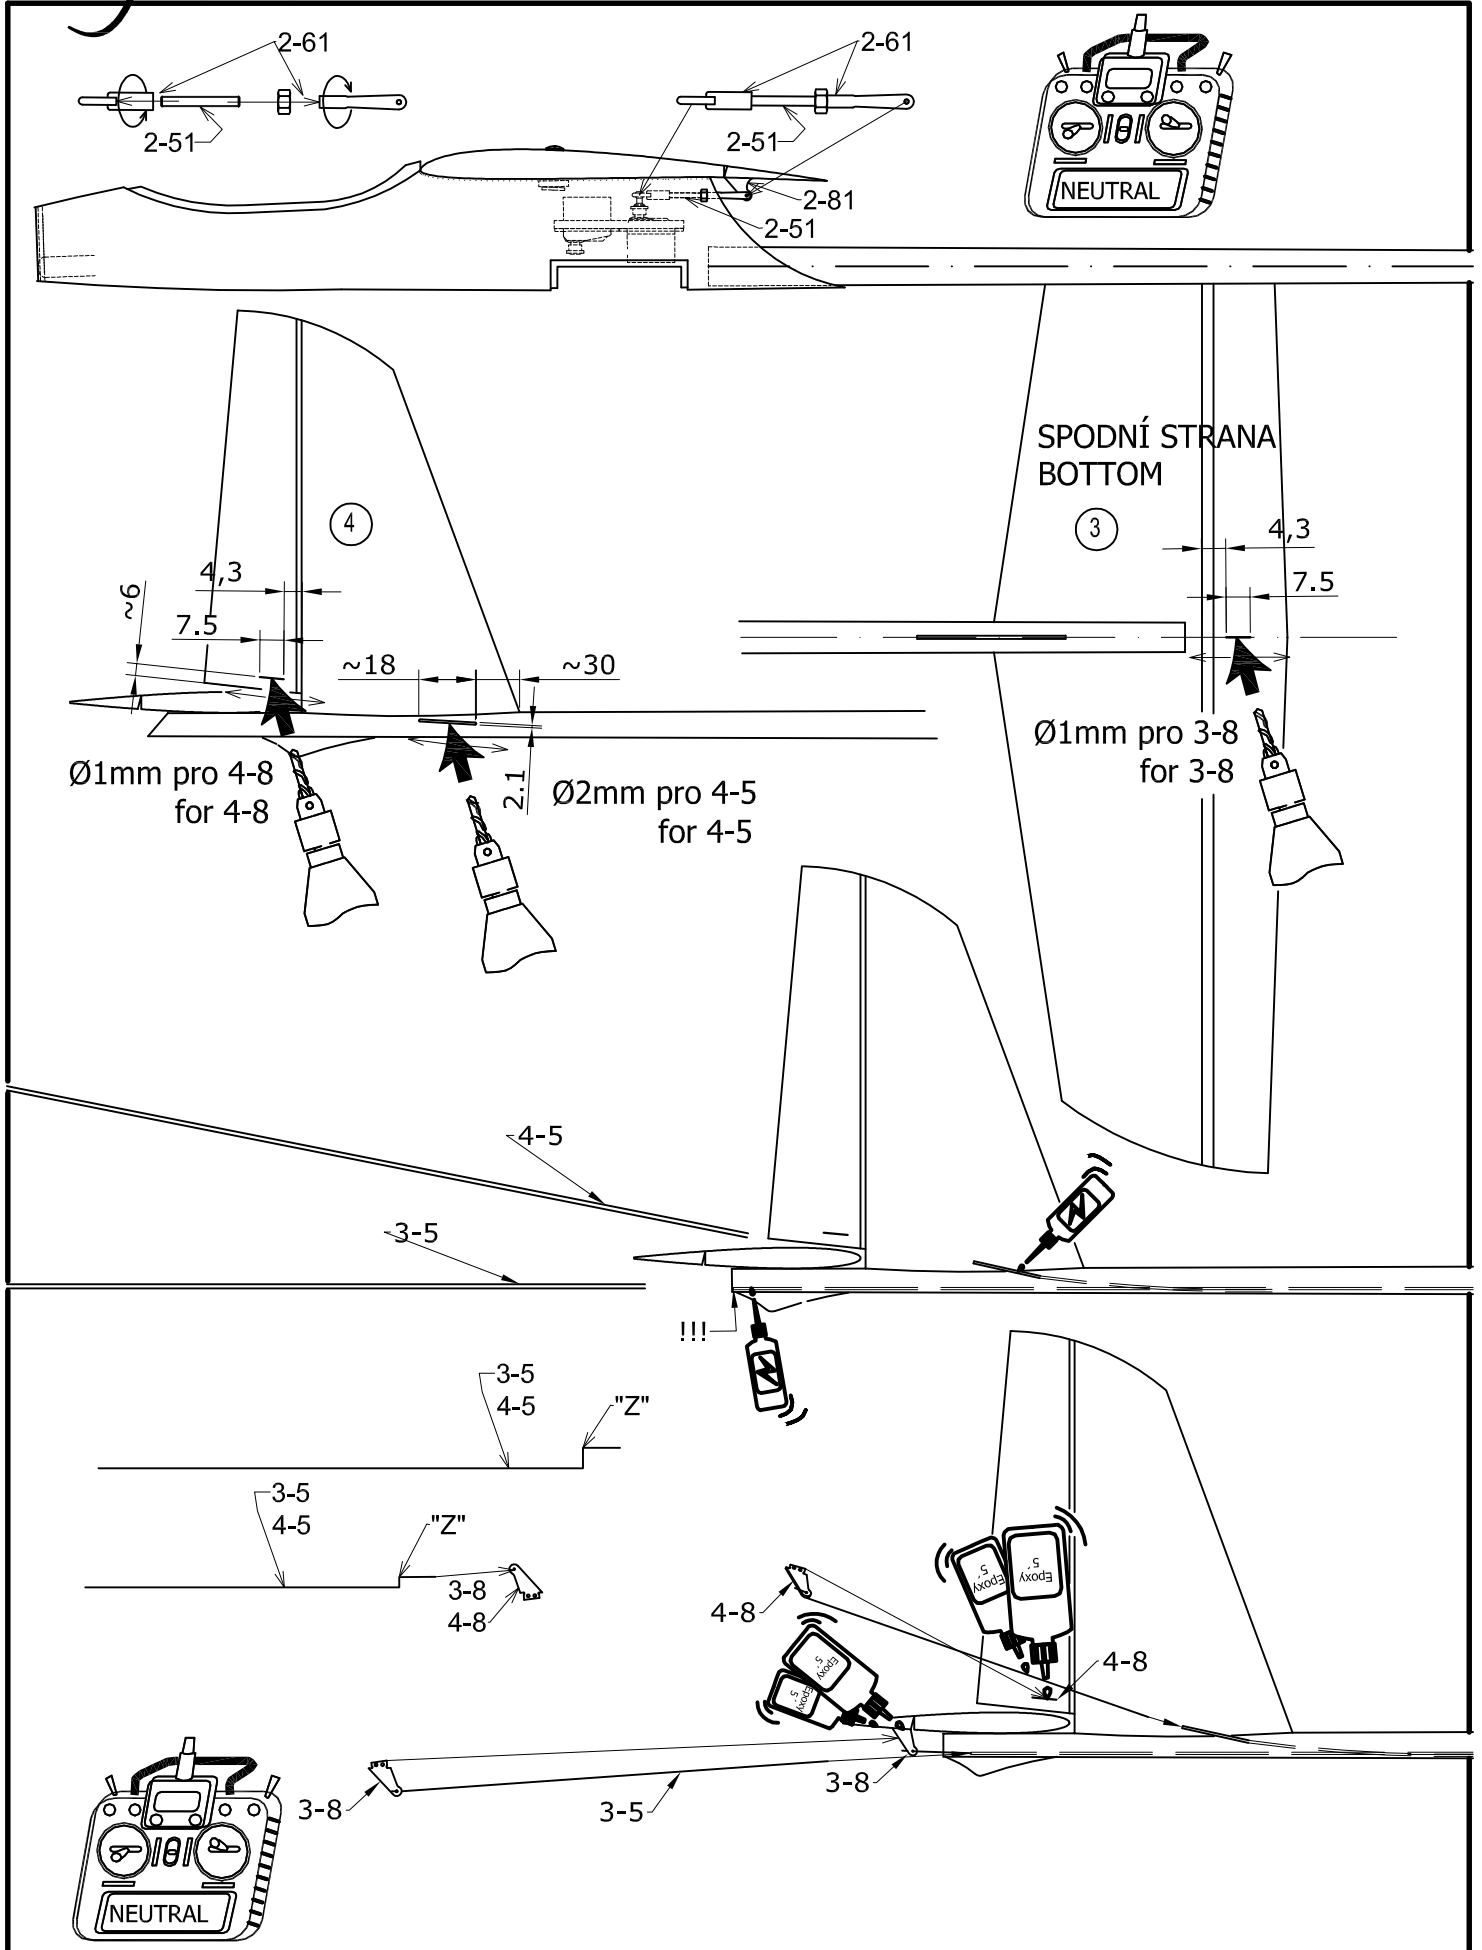 2-61
2-51
2-61
2-51
2-81
2-51
NEUTRAL
SPODNÍ STRANA
BOTTOM
4
3
4,3
7.5
~6
4,3
7.5
~18
~30
2.1
Ø1mm pro 4-8
for 4-8
Ø2mm pro 4-5
for 4-5
Ø1mm pro 3-8
for 3-8
4-5
3-5
!!!
3-5
4-5
"Z"
3-5
4-5
"Z"
3-8
4-8
4-8
Epoxy
5´
Epoxy
5´
4-8
Epoxy
5´
Epoxy
5´
3-8
3-5
3-8
NEUTRAL